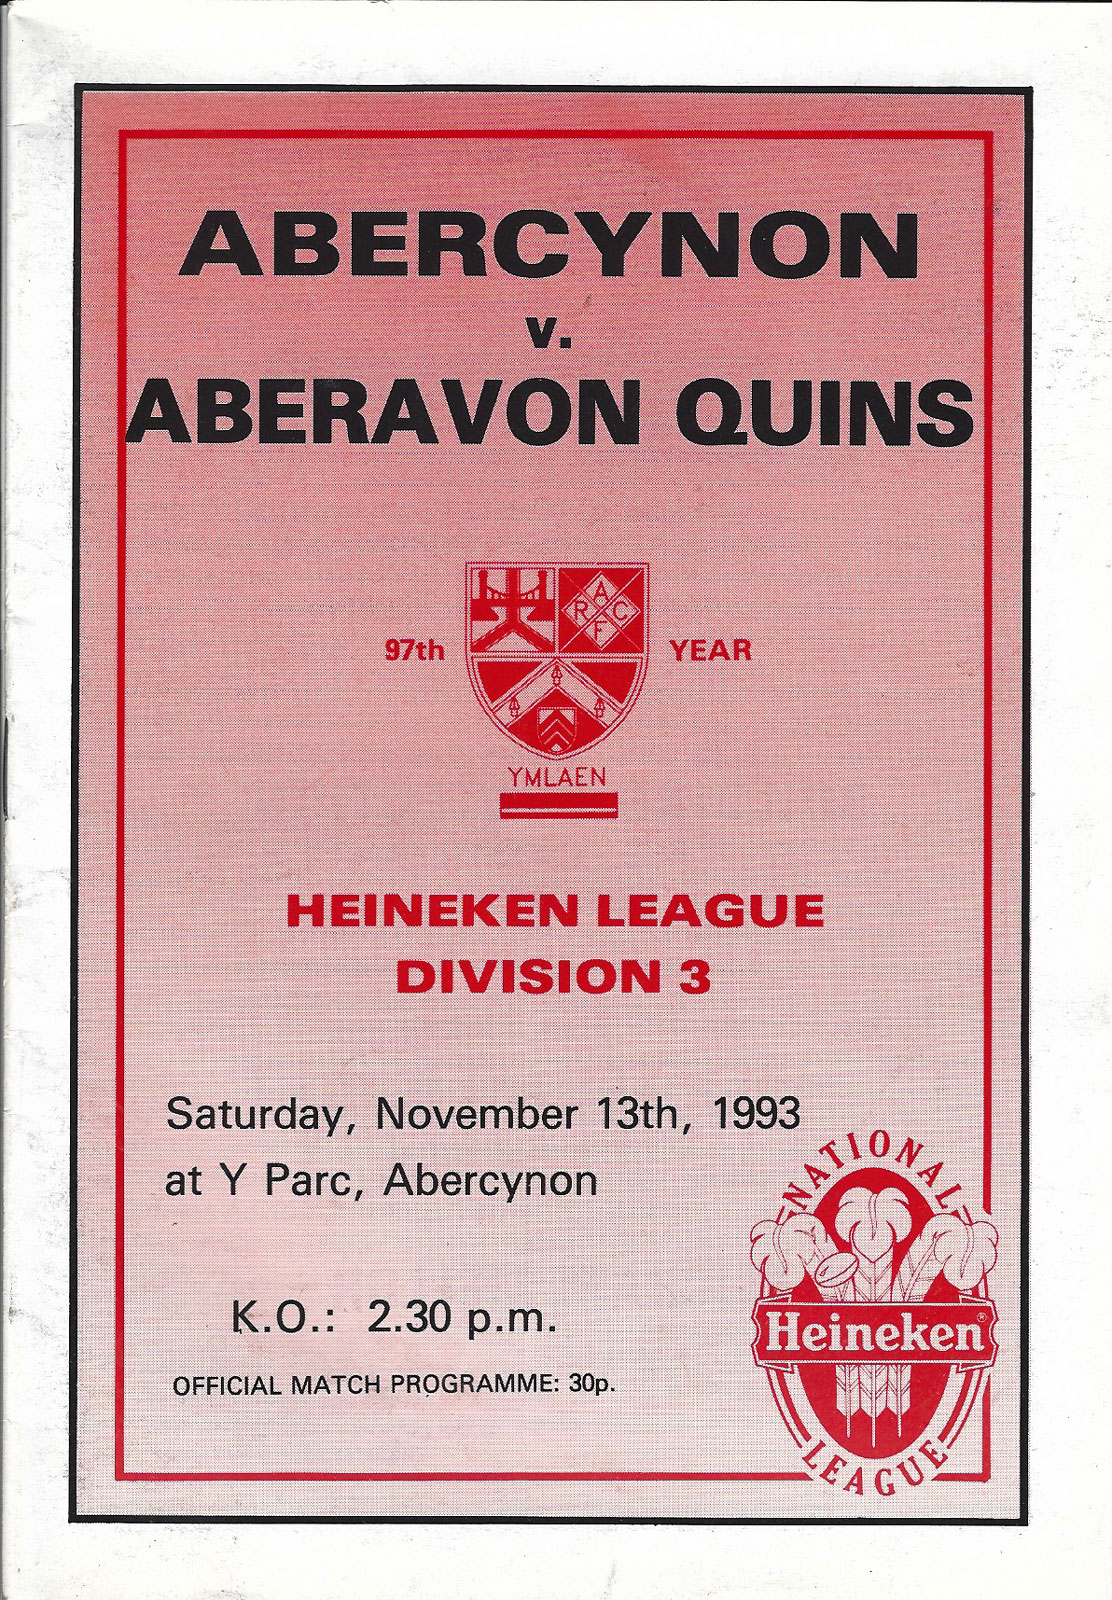 ABERCYNON
v.
ABERAVON QUINS
A
R C
F
97th YEAR
YMLAEN
HEINEKEN LEAGUE
DIVISION 3
Saturday, November 13th, 1993
at Y Parc, Abercynon
K.O.: 2.30 p.m.
OFFICIAL MATCH PROGRAMME: 30p.
NATIONAL
Heineken®
LEAGUE